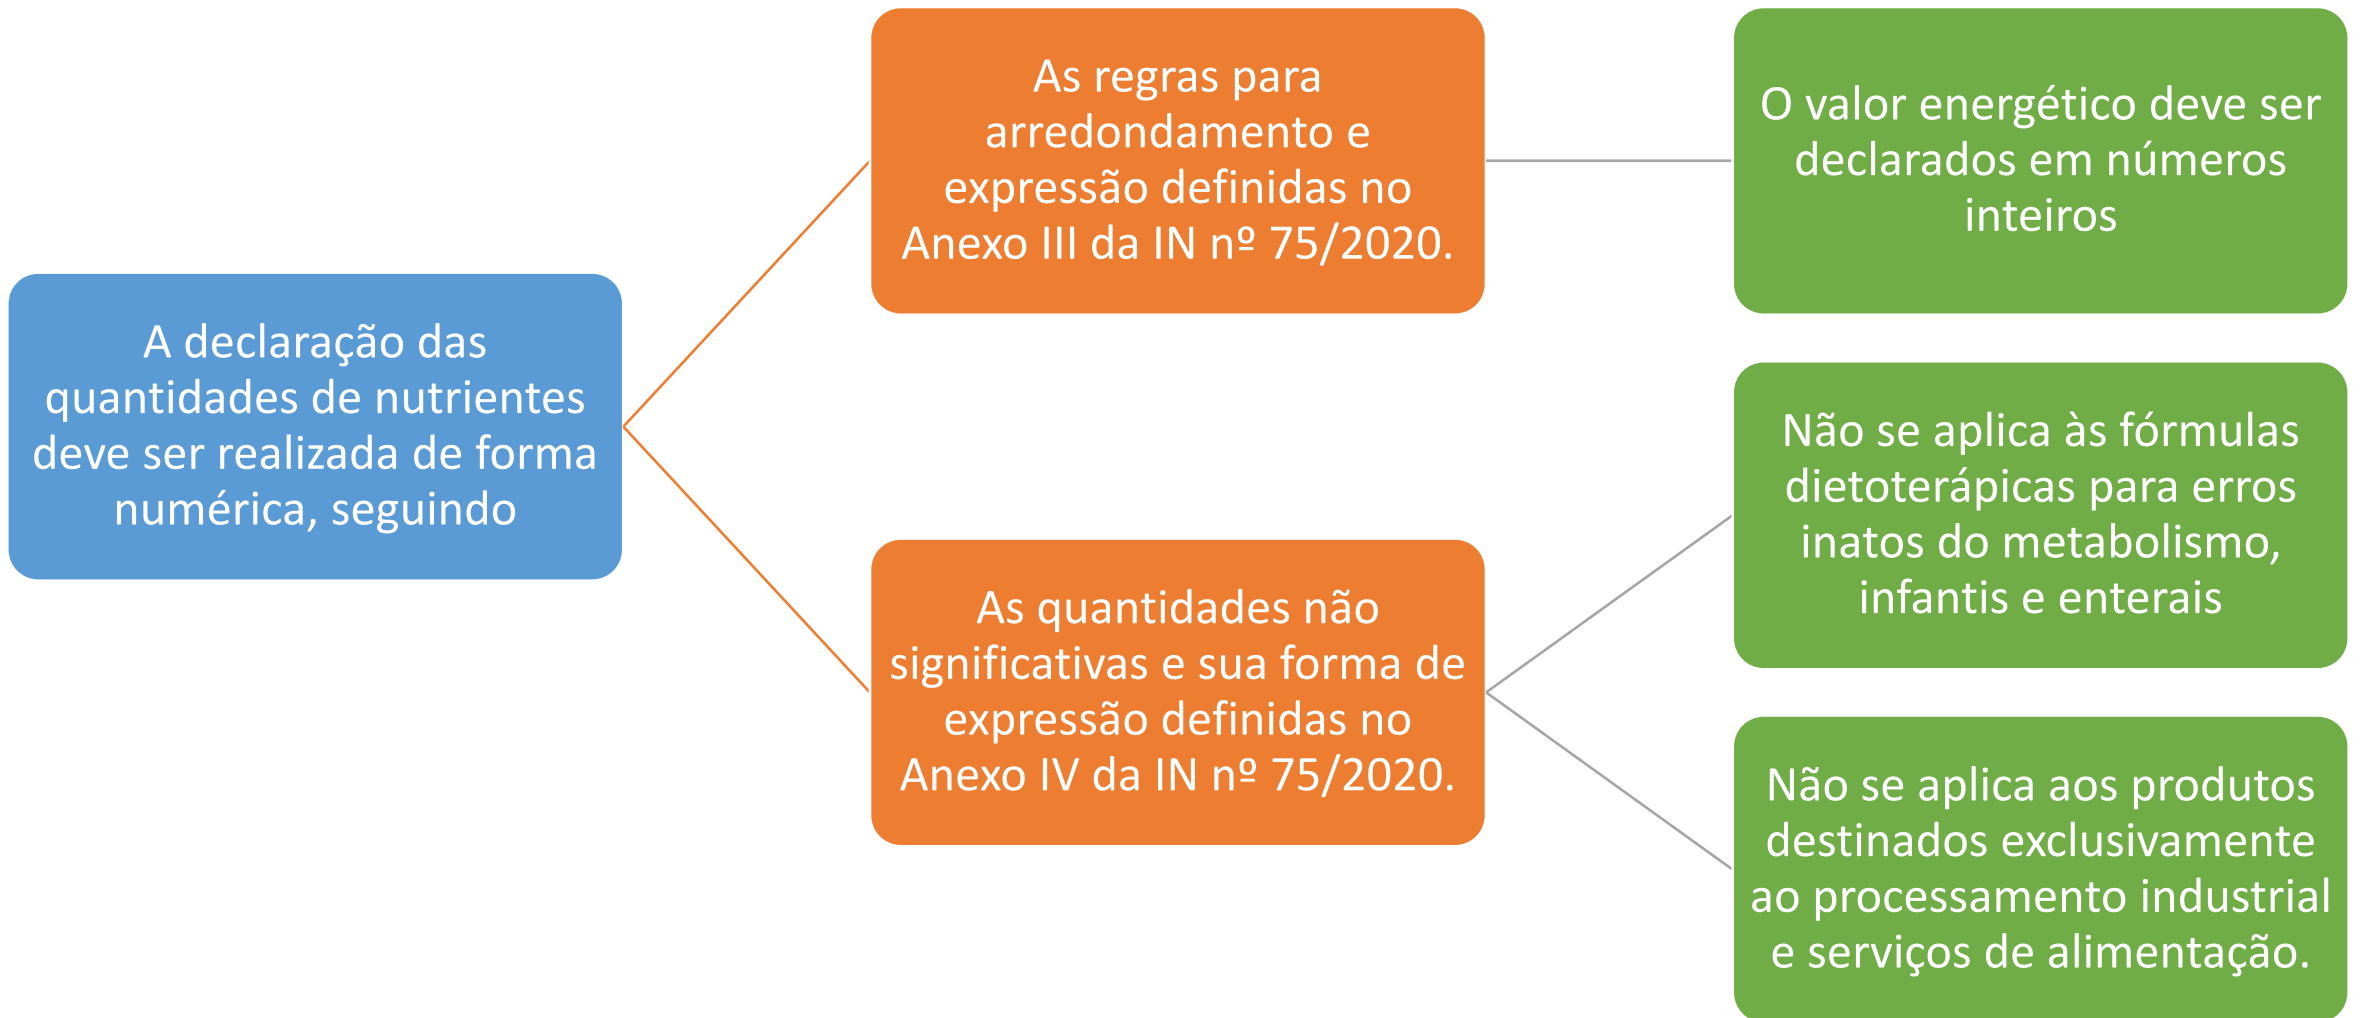 A declaração das
quantidades de nutrientes
deve ser realizada de forma
numérica, seguindo
As regras para
arredondamento e
expressão definidas no
Anexo III da IN nº 75/2020.
O valor energético deve ser
declarados em números
inteiros
As quantidades não
significativas e sua forma de
expressão definidas no
Anexo IV da IN nº 75/2020.
Não se aplica às fórmulas
dietoterápicas para erros
inatos do metabolismo,
infantis e enterais
Não se aplica aos produtos
destinados exclusivamente
ao processamento industrial
e serviços de alimentação.